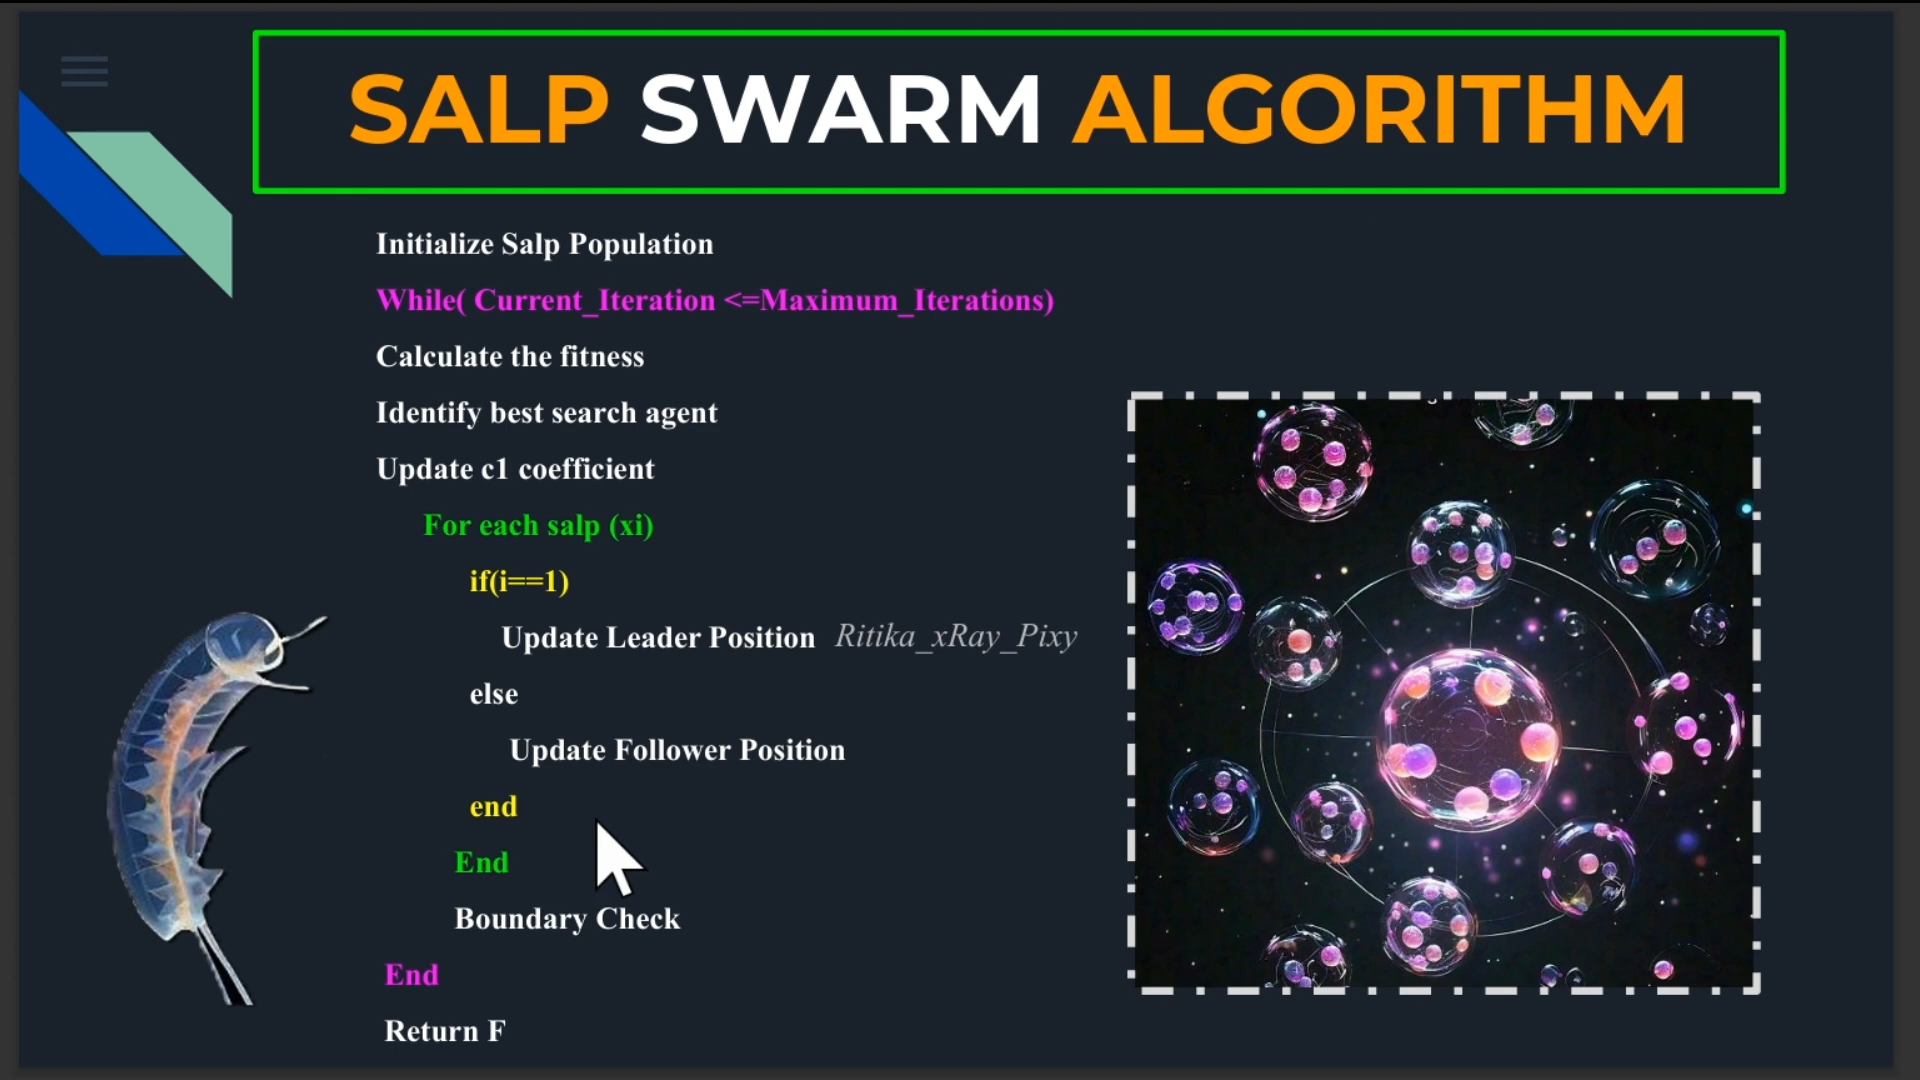 SALP SWARM ALGORITHM
Initialize Salp Population
While( Current_Iteration <=Maximum_Iterations)
Calculate the fitness
Identify best search agent
Update c1 coefficient
For each salp (xi)
if(i==1)
Update Leader Position Ritika_xRay_Pixy
else
Update Follower Position
end
End
Boundary Check
End
Return F